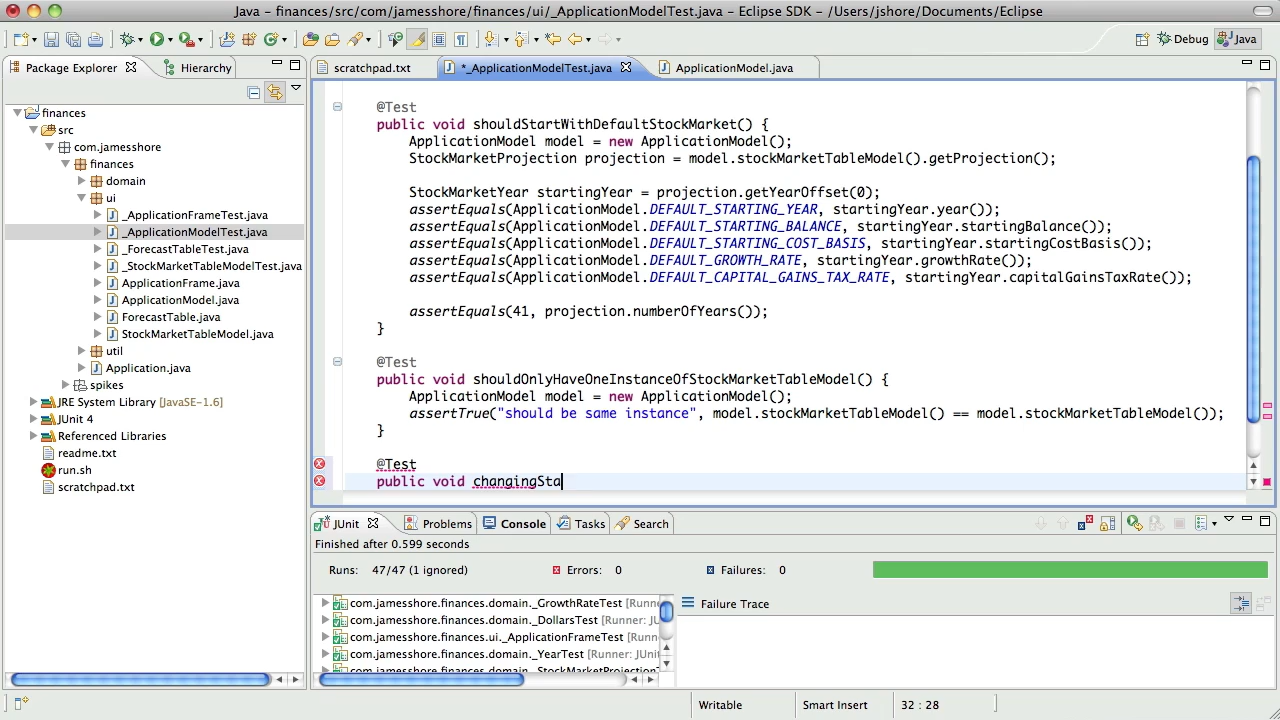 Java - finances/src/com/jamesshore/finances/ui/_ApplicationModelTest.java - Eclipse SDK - /Users/jshore/Documents/Eclipse
Debug Java
Package Explorer Hierarchy
scratchpad.txt *_ApplicationModelTest.java ApplicationModel.java
finances
src
com.jamesshore
finances
domain
ui
_ApplicationFrameTest.java
_ApplicationModelTest.java
_ForecastTableTest.java
_StockMarketTableModelTest.java
ApplicationFrame.java
ApplicationModel.java
ForecastTable.java
StockMarketTableModel.java
util
Application.java
spikes
JRE System Library [JavaSE-1.6]
JUnit 4
Referenced Libraries
readme.txt
run.sh
scratchpad.txt
@Test
public void shouldStartWithDefaultStockMarket() {
ApplicationModel model = new ApplicationModel();
StockMarketProjection projection = model.stockMarketTableModel().getProjection();
StockMarketYear startingYear = projection.getYearOffset(0);
assertEquals(ApplicationModel.DEFAULT_STARTING_YEAR, startingYear.year());
assertEquals(ApplicationModel.DEFAULT_STARTING_BALANCE, startingYear.startingBalance());
assertEquals(ApplicationModel.DEFAULT_STARTING_COST_BASIS, startingYear.startingCostBasis());
assertEquals(ApplicationModel.DEFAULT_GROWTH_RATE, startingYear.growthRate());
assertEquals(ApplicationModel.DEFAULT_CAPITAL_GAINS_TAX_RATE, startingYear.capitalGainsTaxRate());
assertEquals(41, projection.numberOfYears());
}
@Test
public void shouldOnlyHaveOneInstanceOfStockMarketTableModel() {
ApplicationModel model = new ApplicationModel();
assertTrue("should be same instance", model.stockMarketTableModel() == model.stockMarketTableModel());
}
@Test
public void changingSta
JUnit Problems Console Tasks Search
Finished after 0.599 seconds
Runs: 47/47 (1 ignored) Errors: 0 Failures: 0
com.jamesshore.finances.domain._GrowthRateTest [Runne
com.jamesshore.finances.domain._DollarsTest [Runner: JU
com.jamesshore.finances.ui._ApplicationFrameTest [Runne
com.jamesshore.finances.domain._YearTest [Runner: JUnit
com.jamesshore.finances.domain._StockMarketProjectionT
Failure Trace
Writable Smart Insert 32 : 28